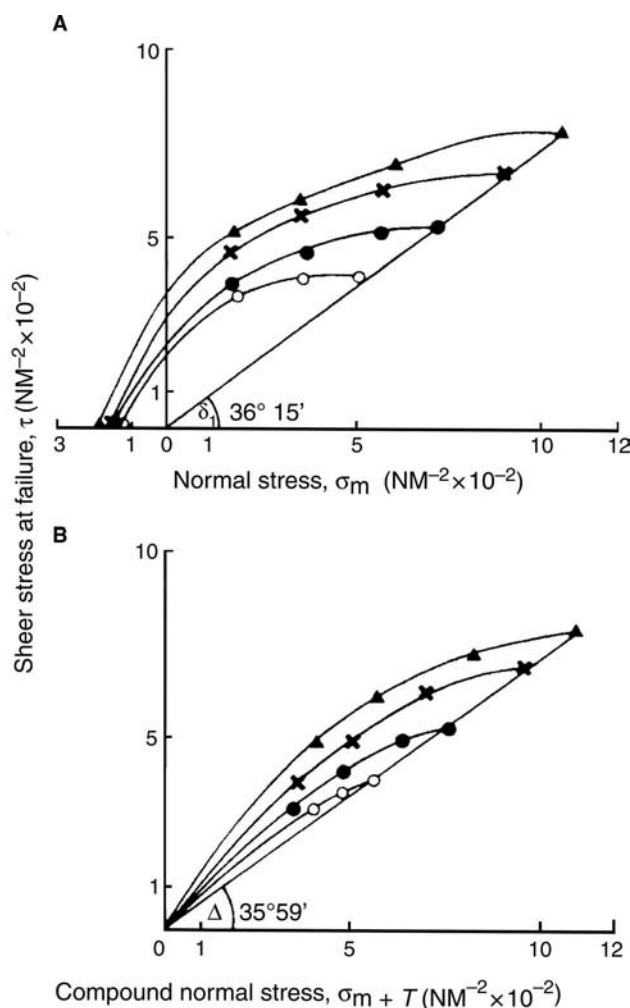 A
10
5
1
δ₁ 36° 15′
3 1 0 1 5 10 12
Normal stress, σm (NM⁻²×10⁻²)
Sheer stress at failure, τ (NM⁻²×10⁻²)
B
10
5
1
Δ 35°59′
0 1 5 10 12
Compound normal stress, σm + T (NM⁻²×10⁻²)